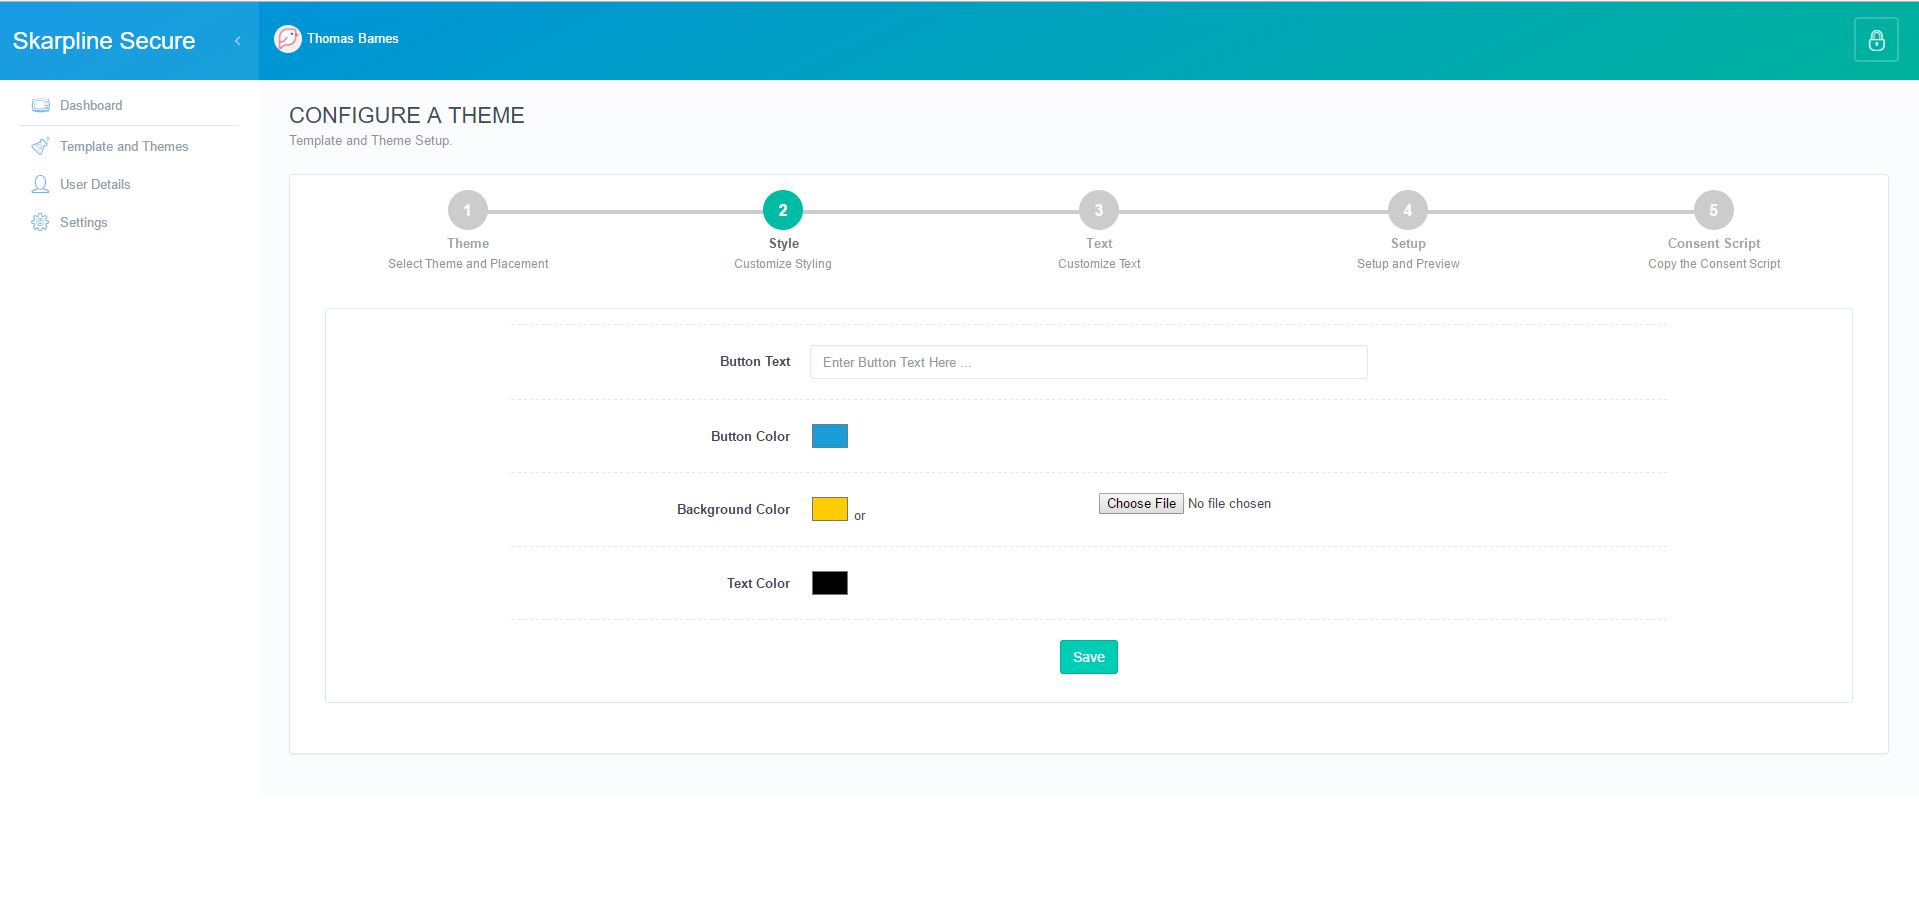 Skarpline Secure
Thomas Barnes
Dashboard
Template and Themes
User Details
Settings
CONFIGURE A THEME
Template and Theme Setup.
1
Theme
Select Theme and Placement
2
Style
Customize Styling
3
Text
Customize Text
4
Setup
Setup and Preview
5
Consent Script
Copy the Consent Script
Button Text Enter Button Text Here ...
Button Color
Background Color or Choose File No file chosen
Text Color
Save